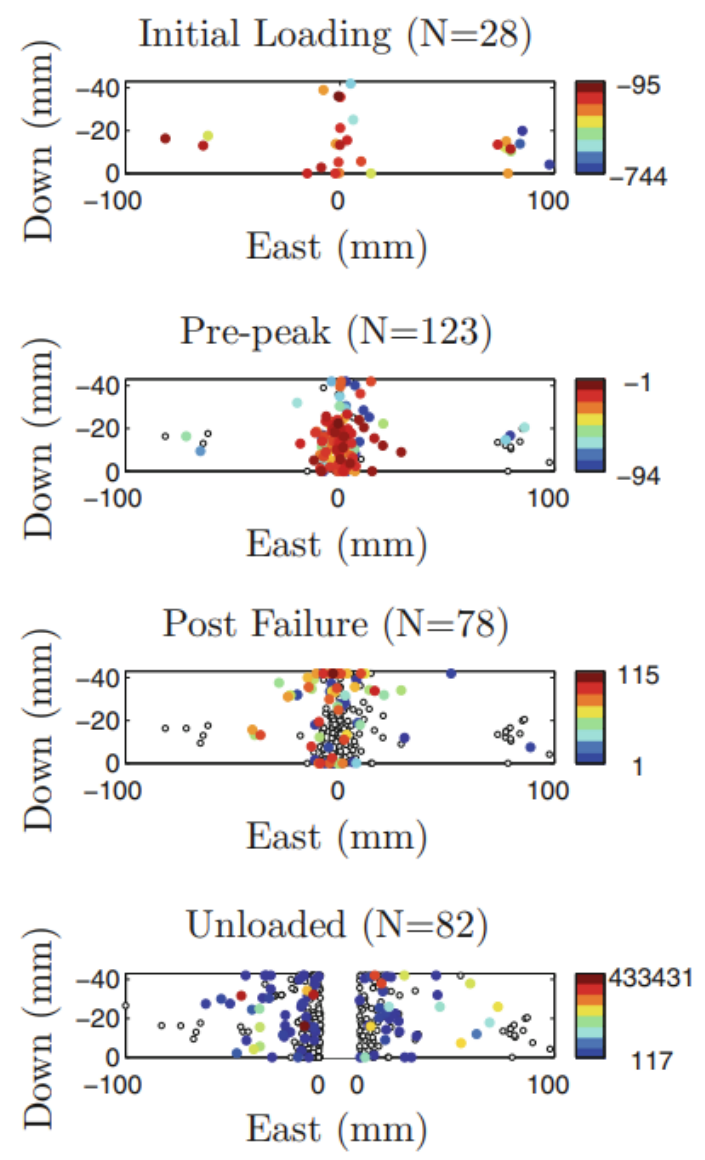 Initial Loading (N=28)
Down (mm)
−40
−20
0
−100 0 100
East (mm)
−95
−744
Pre-peak (N=123)
Down (mm)
−40
−20
0
−100 0 100
East (mm)
−1
−94
Post Failure (N=78)
Down (mm)
−40
−20
0
−100 0 100
East (mm)
115
1
Unloaded (N=82)
Down (mm)
−40
−20
0
−100 0 0 100
East (mm)
433431
117